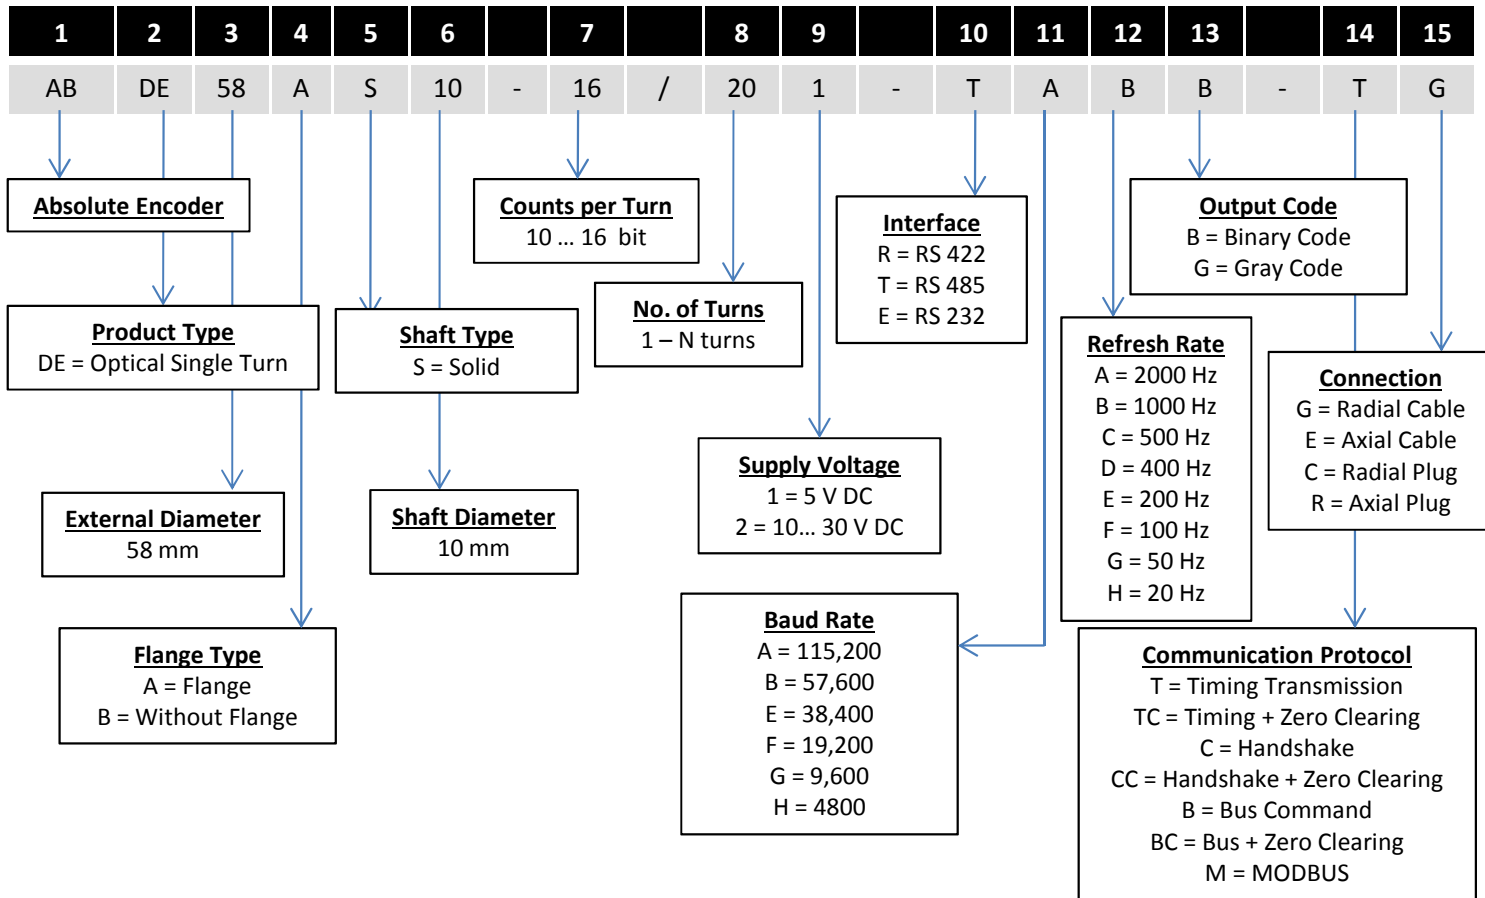 1 2 3 4 5 6 7 8 9 10 11 12 13 14 15
AB DE 58 A S 10 - 16 / 20 1 - T A B B - T G
Absolute Encoder
Product Type
DE = Optical Single Turn
External Diameter
58 mm
Flange Type
A = Flange
B = Without Flange
Shaft Type
S = Solid
Shaft Diameter
10 mm
Counts per Turn
10 ... 16 bit
No. of Turns
1 – N turns
Supply Voltage
1 = 5 V DC
2 = 10... 30 V DC
Interface
R = RS 422
T = RS 485
E = RS 232
Baud Rate
A = 115,200
B = 57,600
E = 38,400
F = 19,200
G = 9,600
H = 4800
Refresh Rate
A = 2000 Hz
B = 1000 Hz
C = 500 Hz
D = 400 Hz
E = 200 Hz
F = 100 Hz
G = 50 Hz
H = 20 Hz
Output Code
B = Binary Code
G = Gray Code
Communication Protocol
T = Timing Transmission
TC = Timing + Zero Clearing
C = Handshake
CC = Handshake + Zero Clearing
B = Bus Command
BC = Bus + Zero Clearing
M = MODBUS
Connection
G = Radial Cable
E = Axial Cable
C = Radial Plug
R = Axial Plug